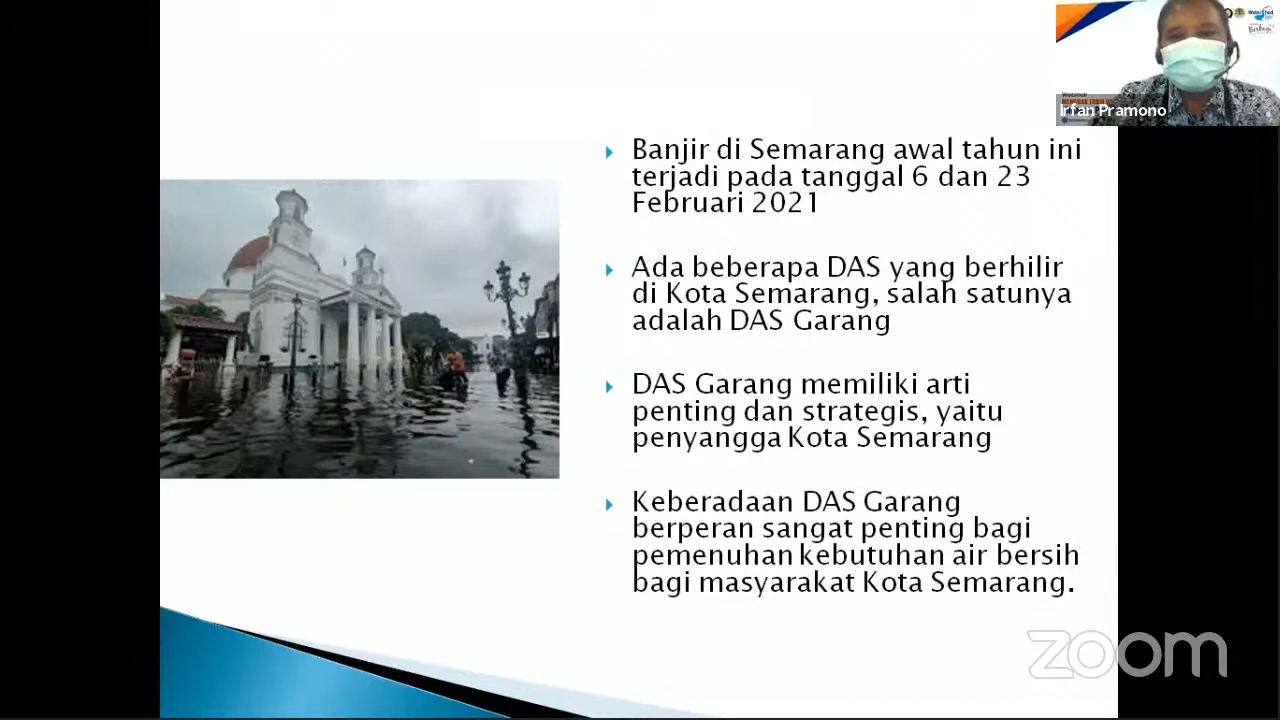 Webinar
Irfan Pramono
Banjir di Semarang awal tahun ini
terjadi pada tanggal 6 dan 23
Februari 2021
Ada beberapa DAS yang berhilir
di Kota Semarang, salah satunya
adalah DAS Garang
DAS Garang memiliki arti
penting dan strategis, yaitu
penyangga Kota Semarang
Keberadaan DAS Garang
berperan sangat penting bagi
pemenuhan kebutuhan air bersih
bagi masyarakat Kota Semarang.
zoom